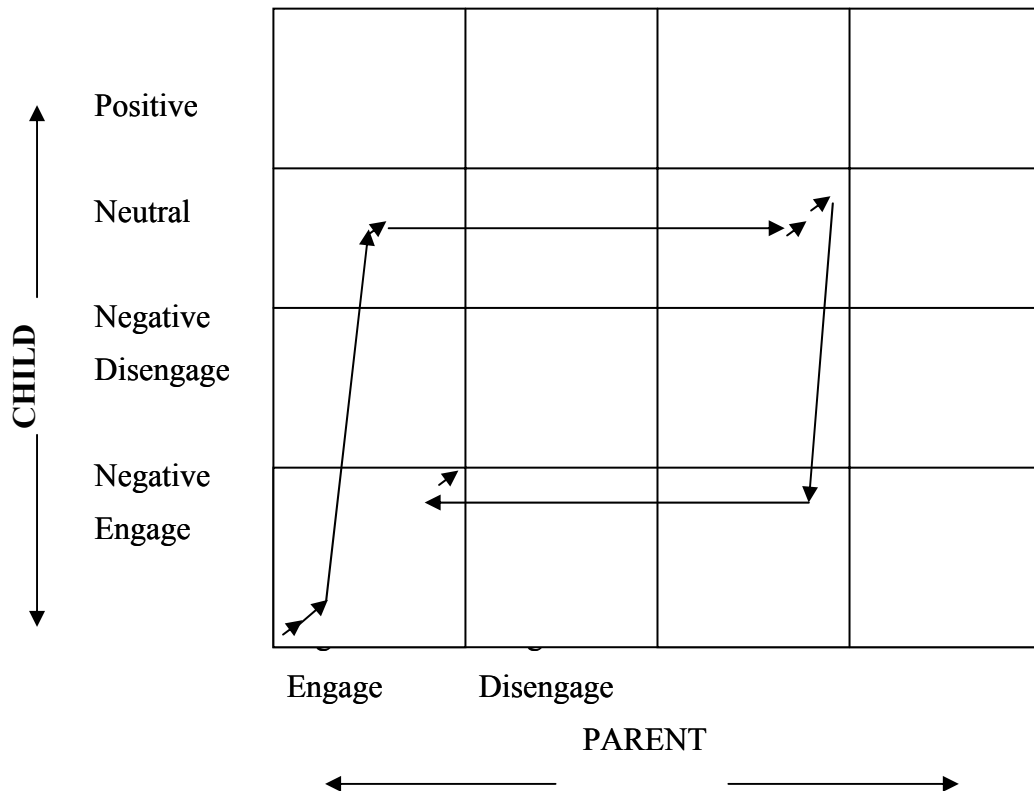 Positive
Neutral
Negative
Disengage
Negative
Engage
CHILD
Engage Disengage
PARENT